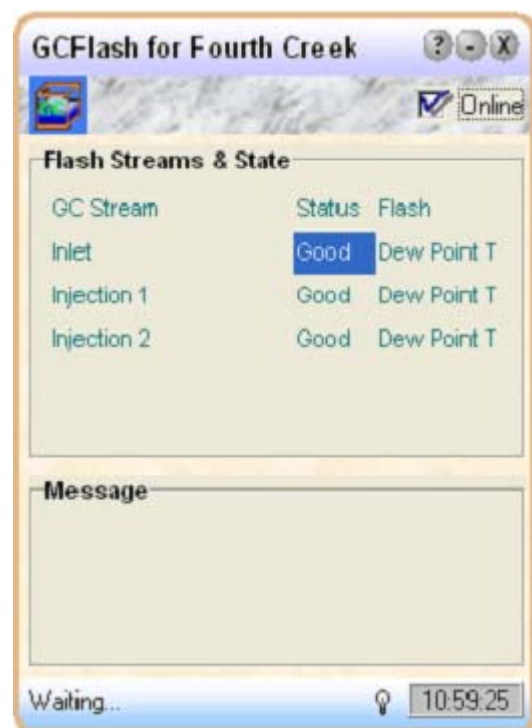 GCFlash for Fourth Creek ? - X
Online
Flash Streams & State
GC Stream Status Flash
Inlet Good Dew Point T
Injection 1 Good Dew Point T
Injection 2 Good Dew Point T
Message
Waiting... 10:59:25